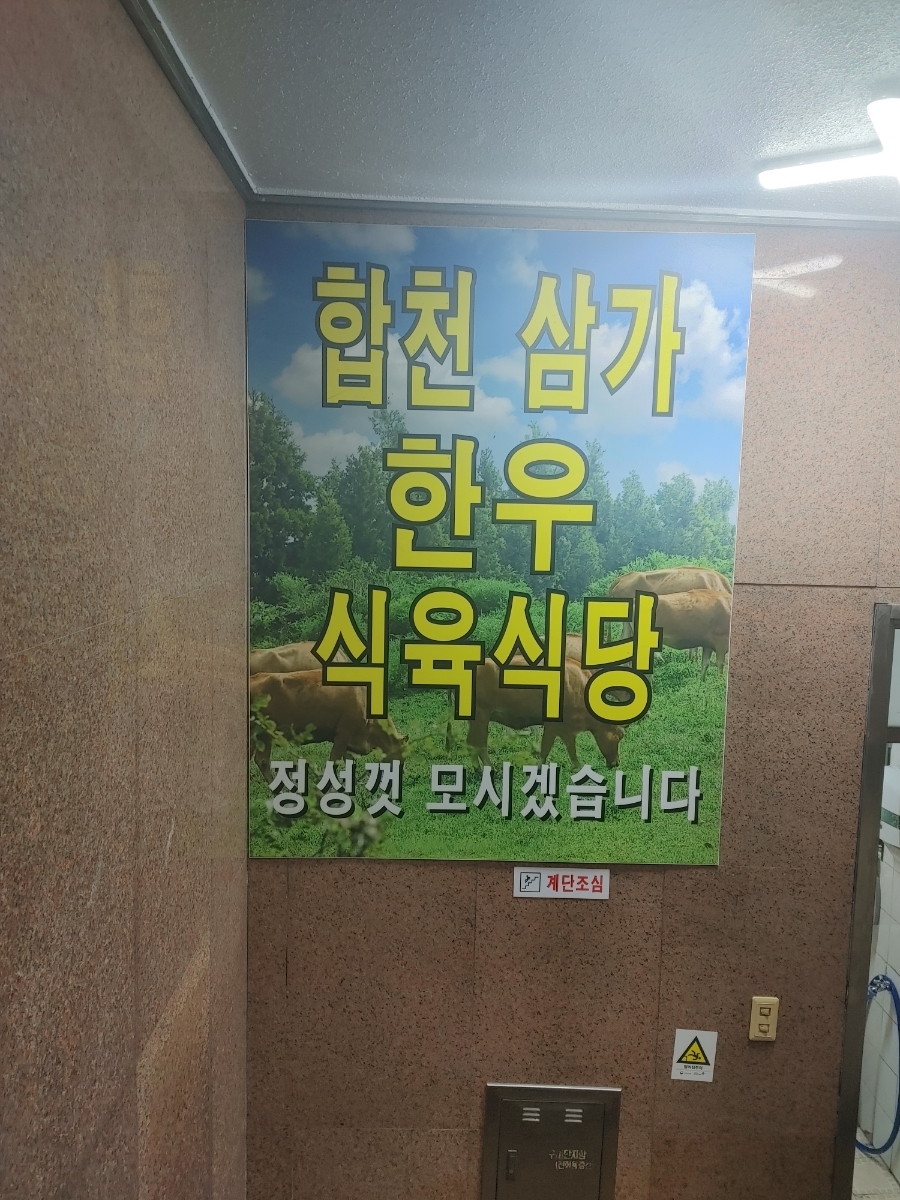 합천 삼가
한우
식육식당
정성껏 모시겠습니다
계단조심